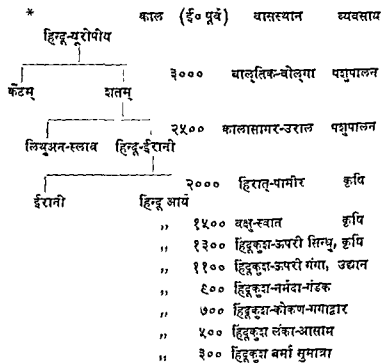 * काल (ई० पूर्व) वासस्थान व्यवसाय
हिन्दू-यूरोपीय
३००० बाल्तिक-वोल्गा पशुपालन
केंटम् शतम्
२५०० कालासागर-उराल पशुपालन
लिथुअन-स्लाव हिन्दू-ईरानी
२००० हिरात्-पामीर कृषि
ईरानी हिन्दू आर्य
,, १५०० वक्षु-स्वात कृषि
,, १३०० हिंदूकुश-ऊपरी सिन्धु, कृषि
,, ११०० हिंदूकुश-ऊपरी गंगा, उद्यान
,, ९०० हिंदूकुश-नर्मदा-गंडक
,, ७०० हिंदूकुश-कोकण-गगाद्वार
,, ५०० हिंदूकुश लंका-आसाम
,, ३०० हिंदूकुश बर्मा सुमात्रा